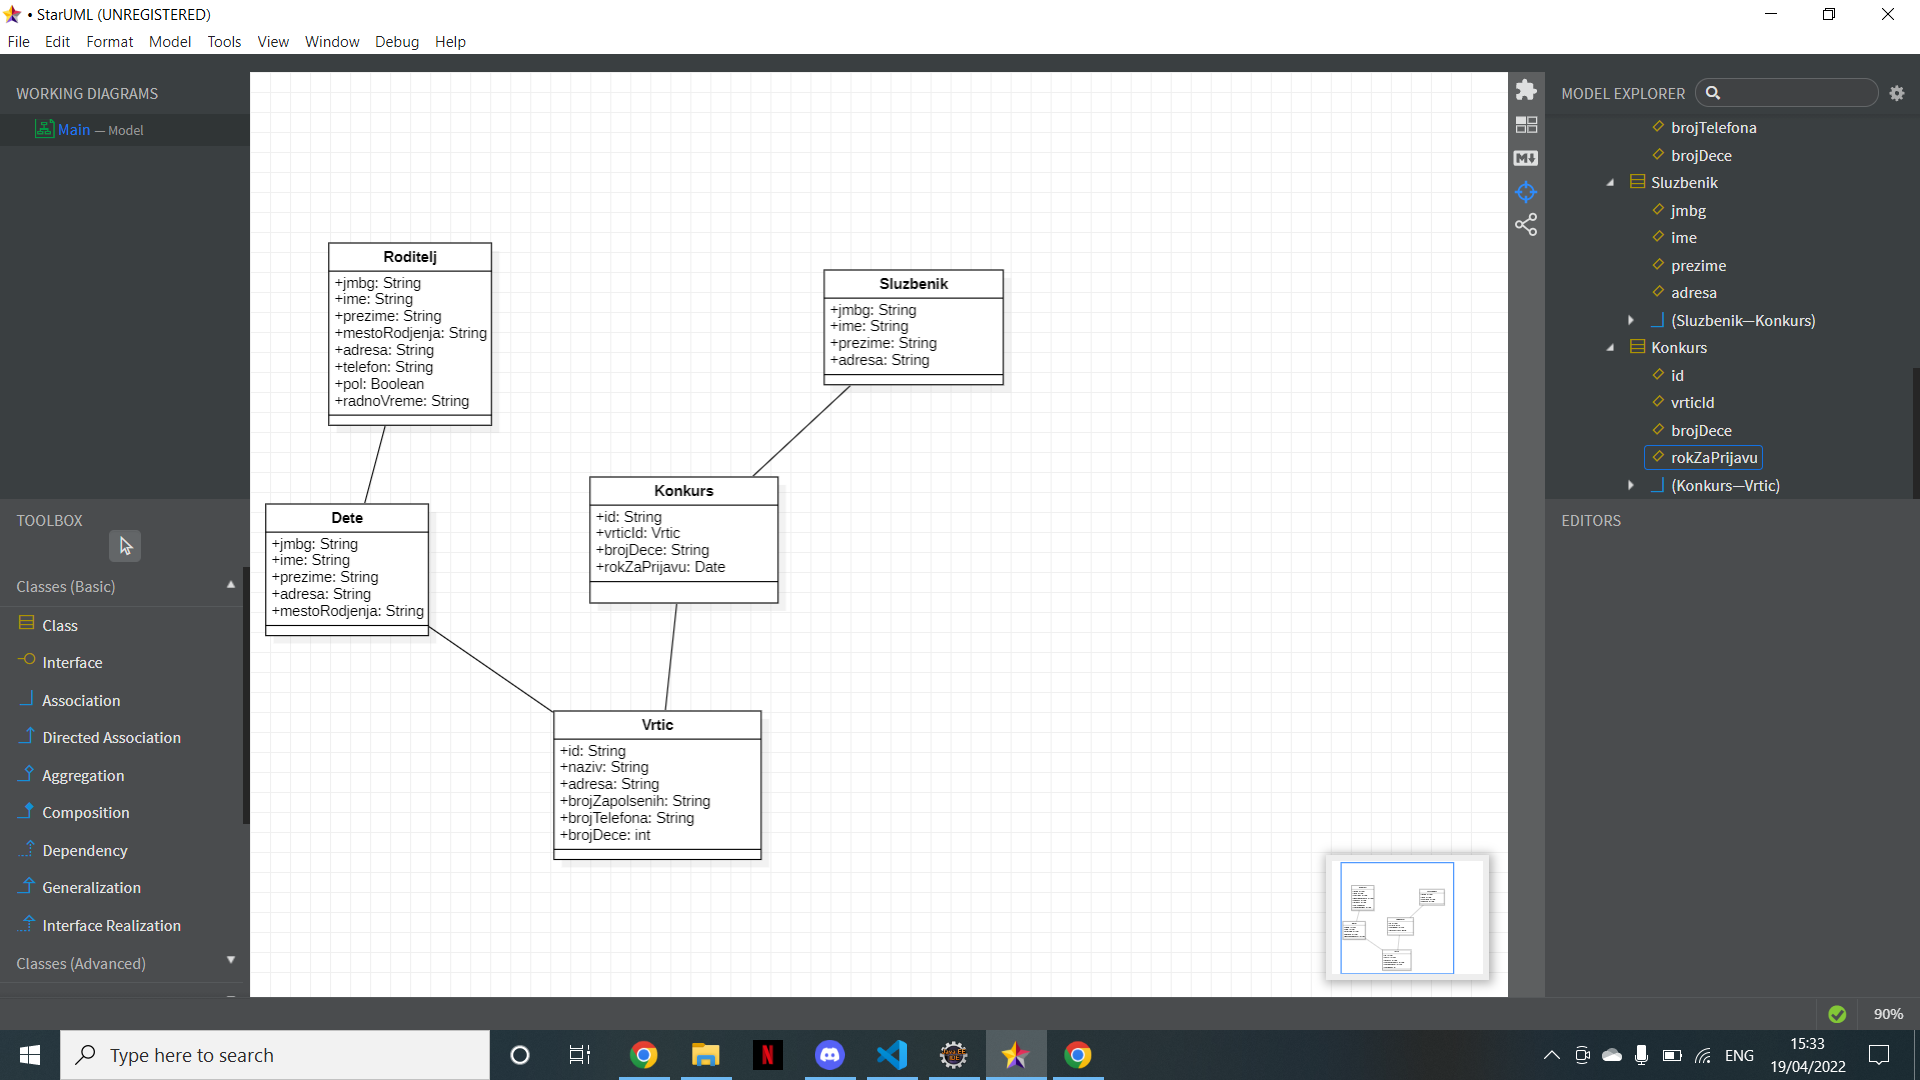 • StarUML (UNREGISTERED)
File Edit Format Model Tools View Window Debug Help
WORKING DIAGRAMS
Main — Model
TOOLBOX
Classes (Basic)
Class
Interface
Association
Directed Association
Aggregation
Composition
Dependency
Generalization
Interface Realization
Classes (Advanced)
Roditelj
+jmbg: String
+ime: String
+prezime: String
+mestoRodjenja: String
+adresa: String
+telefon: String
+pol: Boolean
+radnoVreme: String
Sluzbenik
+jmbg: String
+ime: String
+prezime: String
+adresa: String
Dete
+jmbg: String
+ime: String
+prezime: String
+adresa: String
+mestoRodjenja: String
Konkurs
+id: String
+vrticId: Vrtic
+brojDece: String
+rokZaPrijavu: Date
Vrtic
+id: String
+naziv: String
+adresa: String
+brojZapolsenih: String
+brojTelefona: String
+brojDece: int
MODEL EXPLORER
brojTelefona
brojDece
Sluzbenik
jmbg
ime
prezime
adresa
(Sluzbenik—Konkurs)
Konkurs
id
vrticId
brojDece
rokZaPrijavu
(Konkurs—Vrtic)
EDITORS
90%
Type here to search
ENG
15:33
19/04/2022